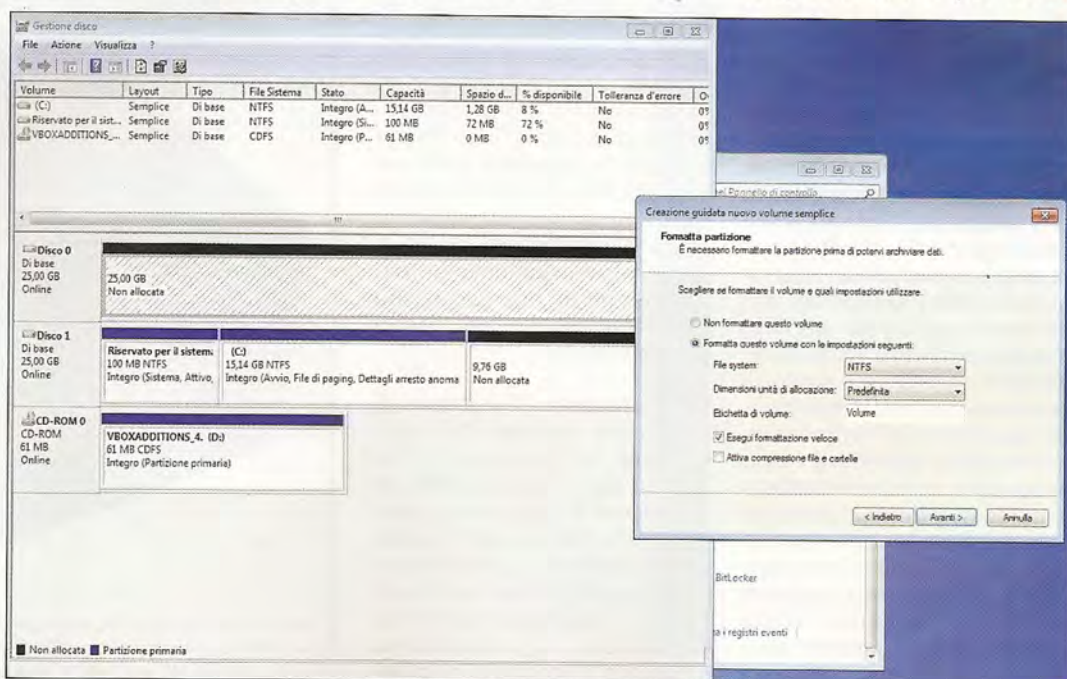 Gestione disco
File Azione Visualizza ?
Volume Layout Tipo File Sistema Stato Capacità Spazio d... % disponibile Tolleranza d'errore
(C:) Semplice Di base NTFS Integro (A... 15,14 GB 1,28 GB 8 % No
Riservato per il sist... Semplice Di base NTFS Integro (Si... 100 MB 72 MB 72 % No
VBOXADDITIONS_... Semplice Di base CDFS Integro (P... 61 MB 0 MB 0 % No
Disco 0
Di base
25,00 GB
Online
25,00 GB
Non allocata
Disco 1
Di base
25,00 GB
Online
Riservato per il sistem:
100 MB NTFS
Integro (Sistema, Attivo,
(C:)
15,14 GB NTFS
Integro (Avvio, File di paging, Dettagli arresto anoma
9,76 GB
Non allocata
CD-ROM 0
CD-ROM
61 MB
Online
VBOXADDITIONS_4. (D:)
61 MB CDFS
Integro (Partizione primaria)
Non allocata Partizione primaria
nel Pannello di controllo
Creazione guidata nuovo volume semplice
Formatta partizione
È necessario formattare la partizione prima di potervi archiviare dati.
Scegliere se formattare il volume e quali impostazioni utilizzare.
Non formattare questo volume
Formatta questo volume con le impostazioni seguenti:
File system: NTFS
Dimensioni unità di allocazione: Predefinita
Etichetta di volume: Volume
Esegui formattazione veloce
Attiva compressione file e cartelle
< Indietro Avanti > Annulla
BitLocker
za i registri eventi